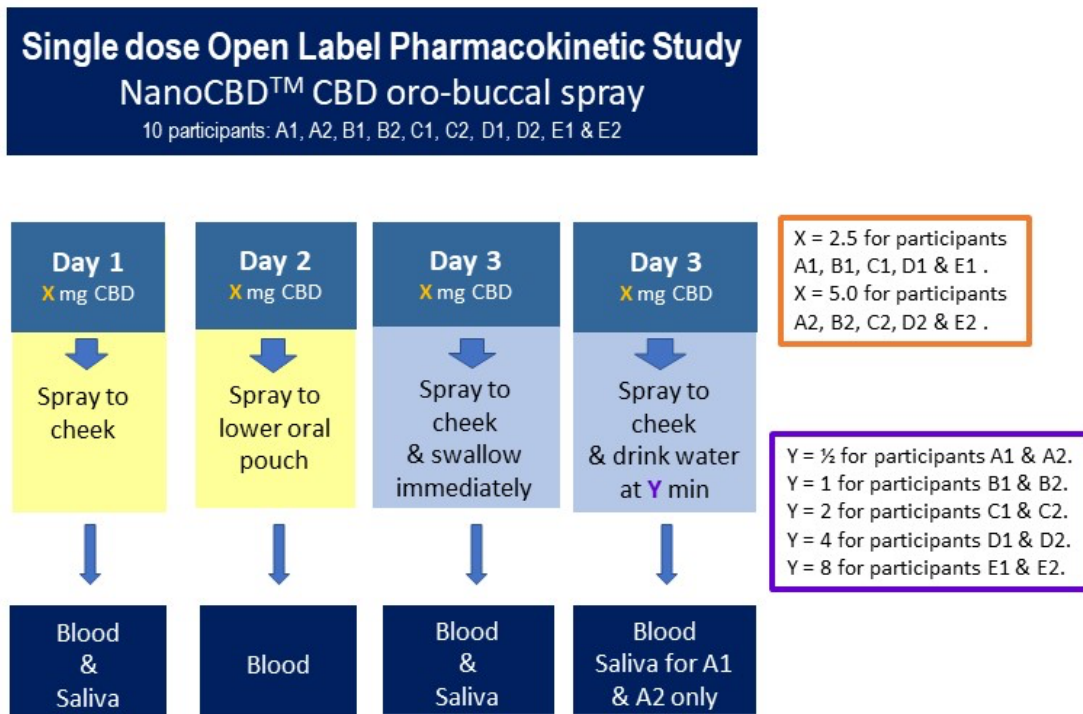 Single dose Open Label Pharmacokinetic Study
NanoCBD™ CBD oro-buccal spray
10 participants: A1, A2, B1, B2, C1, C2, D1, D2, E1 & E2
Day 1
X mg CBD
Spray to
cheek
Blood
&
Saliva
Day 2
X mg CBD
Spray to
lower oral
pouch
Blood
Day 3
X mg CBD
Spray to
cheek
& swallow
immediately
Blood
&
Saliva
Day 3
X mg CBD
Spray to
cheek
& drink water
at Y min
Blood
Saliva for A1
& A2 only
X = 2.5 for participants
A1, B1, C1, D1 & E1 .
X = 5.0 for participants
A2, B2, C2, D2 & E2 .
Y = ½ for participants A1 & A2.
Y = 1 for participants B1 & B2.
Y = 2 for participants C1 & C2.
Y = 4 for participants D1 & D2.
Y = 8 for participants E1 & E2.